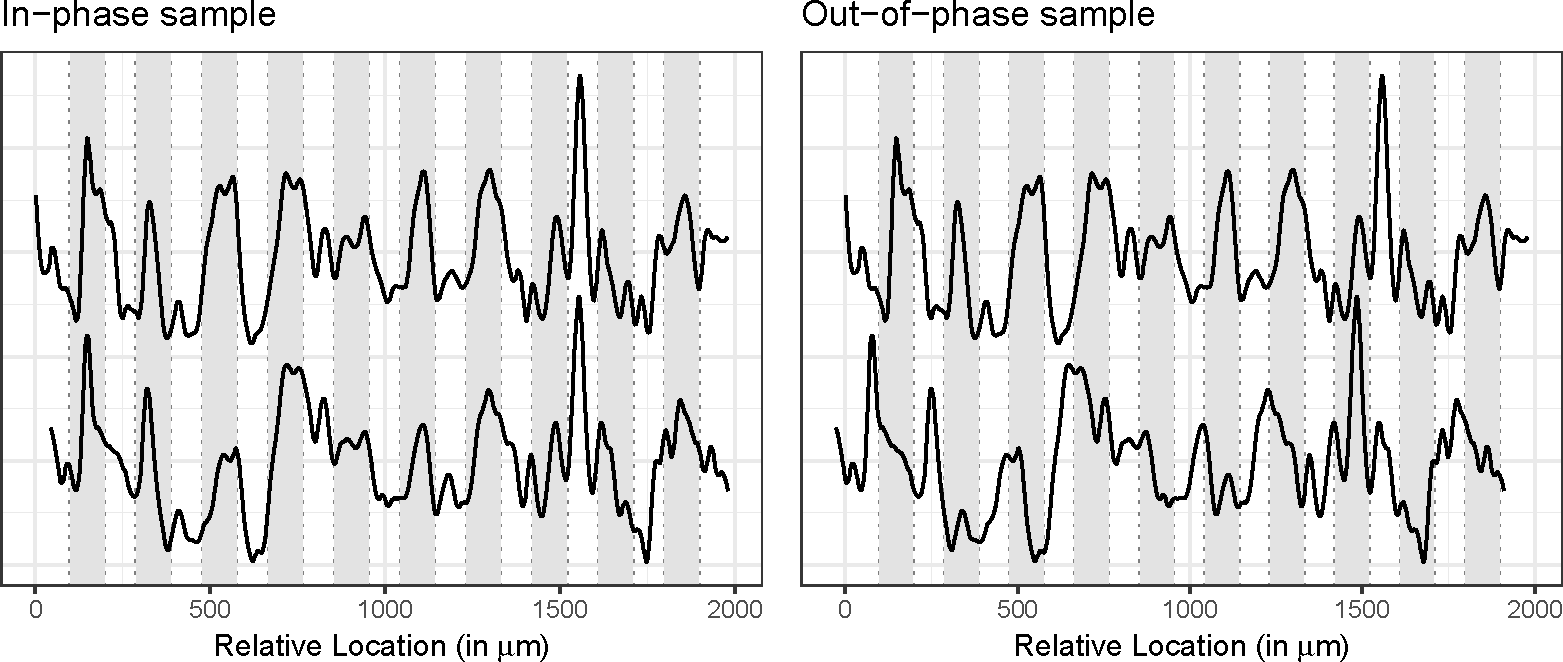 In−phase sample
Out−of−phase sample
0 500 1000 1500 2000
0 500 1000 1500 2000
Relative Location (in μm)
Relative Location (in μm)